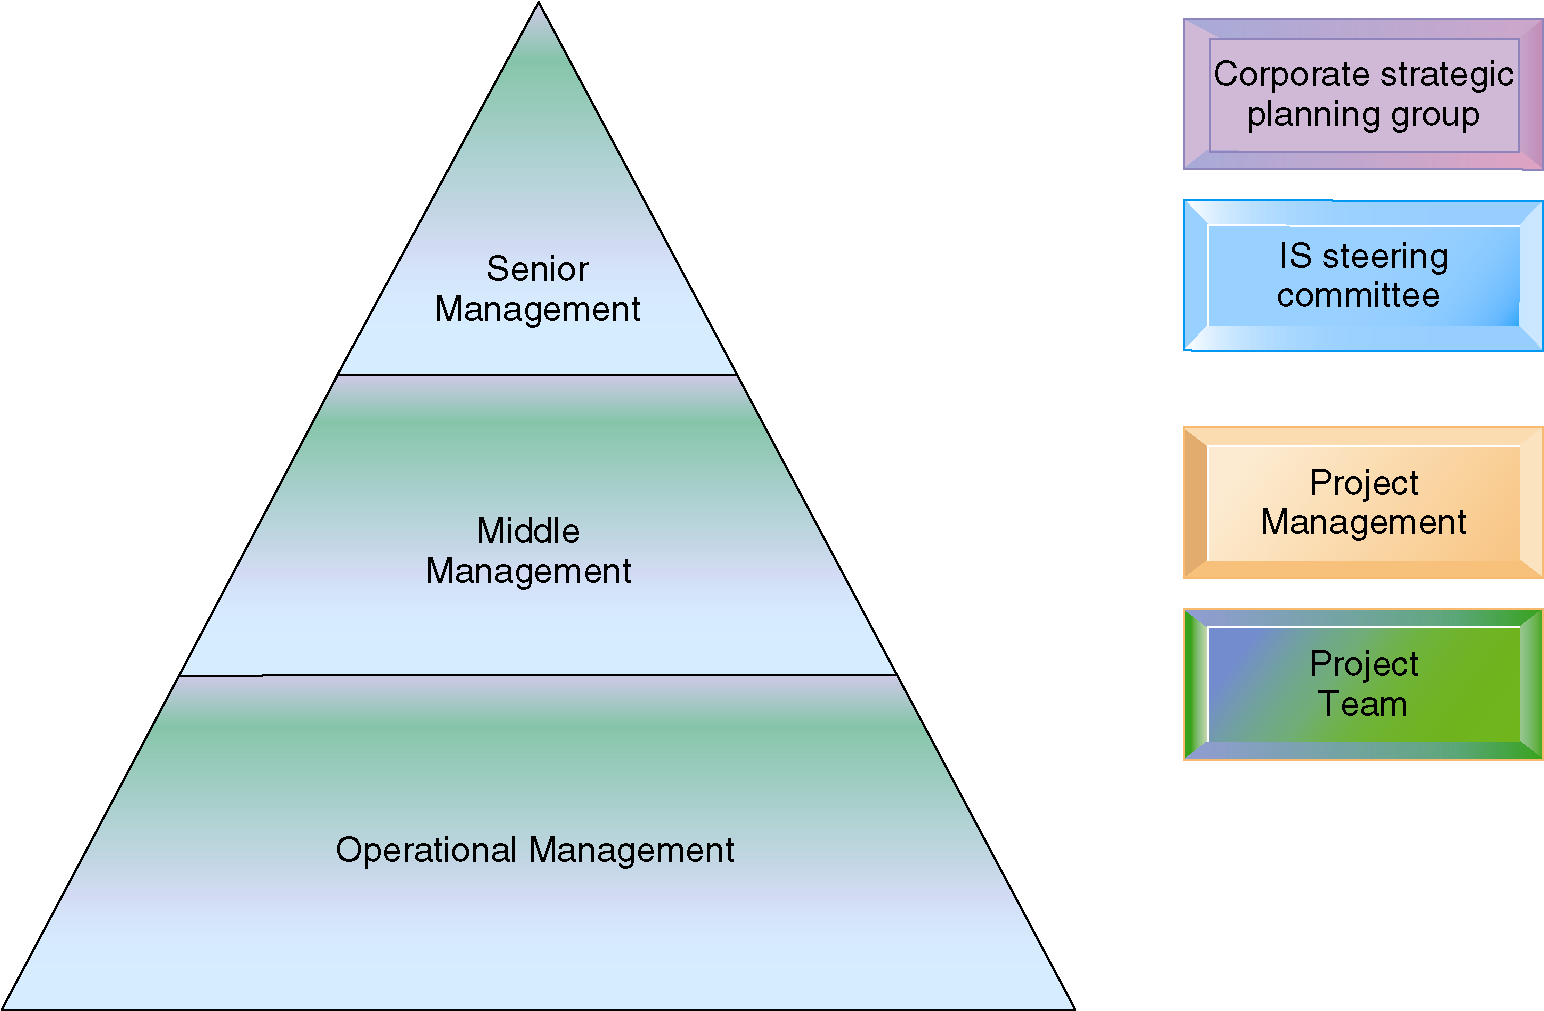 Senior
Management
Middle
Management
Operational Management
Corporate strategic
planning group
IS steering
committee
Project
Management
Project
Team